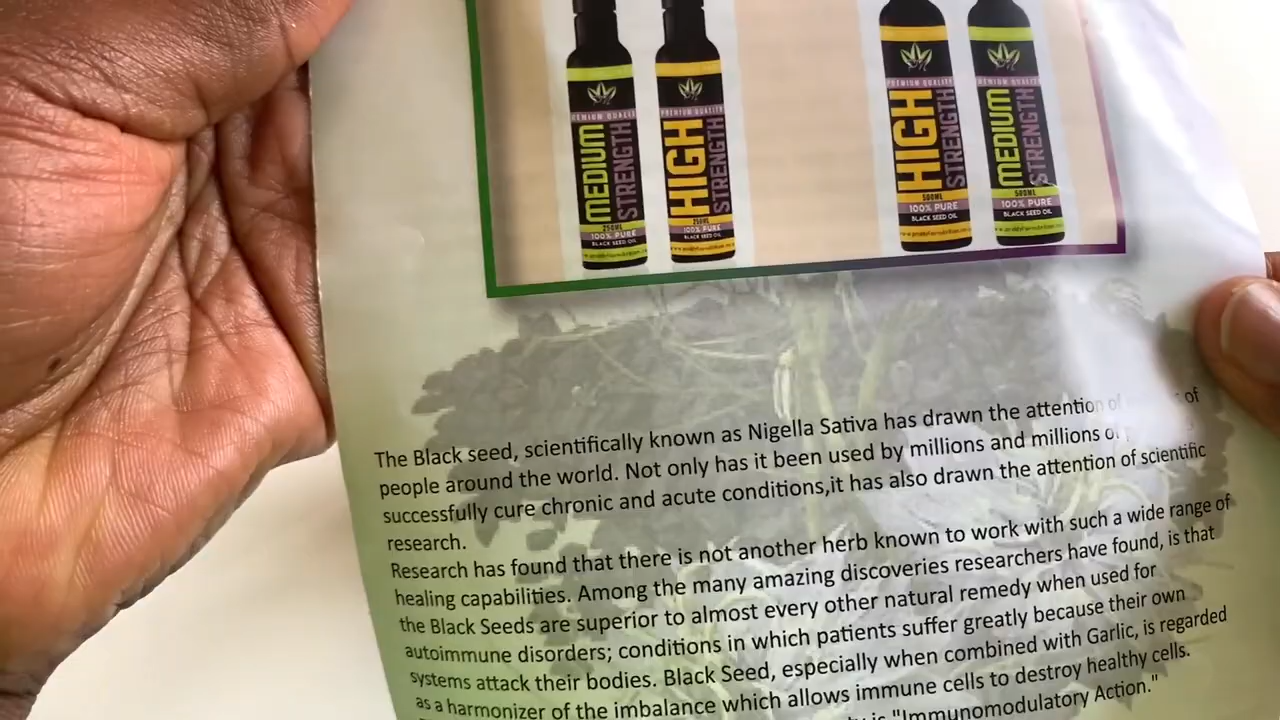 PREMIUM QUALITY
MEDIUM
STRENGTH
250ML
100% PURE
BLACK SEED OIL
PREMIUM QUALITY
HIGH
STRENGTH
250ML
100% PURE
BLACK SEED OIL
PREMIUM QUALITY
HIGH
STRENGTH
500ML
100% PURE
BLACK SEED OIL
PREMIUM QUALITY
MEDIUM
STRENGTH
500ML
100% PURE
BLACK SEED OIL
The Black seed, scientifically known as Nigella Sativa has drawn the attention of of
people around the world. Not only has it been used by millions and millions
successfully cure chronic and acute conditions,it has also drawn the attention of scientific
research.
Research has found that there is not another herb known to work with such a wide range of
healing capabilities. Among the many amazing discoveries researchers have found, is that
the Black Seeds are superior to almost every other natural remedy when used for
autoimmune disorders; conditions in which patients suffer greatly because their own
systems attack their bodies. Black Seed, especially when combined with Garlic, is regarded
as a harmonizer of the imbalance which allows immune cells to destroy healthy cells.
is "Immunomodulatory Action."